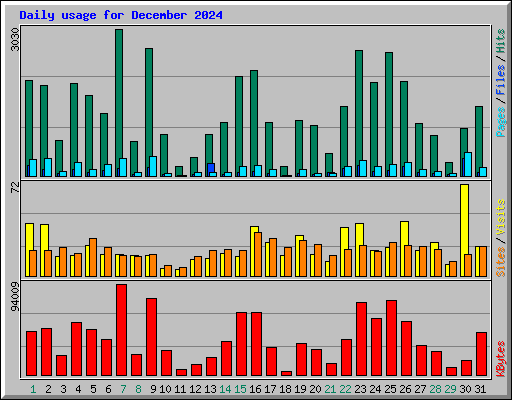 Daily usage for December 2024
3030
Pages / Files / Hits
72
Sites / Visits
94009
KBytes
1 2 3 4 5 6 7 8 9 10 11 12 13 14 15 16 17 18 19 20 21 22 23 24 25 26 27 28 29 30 31